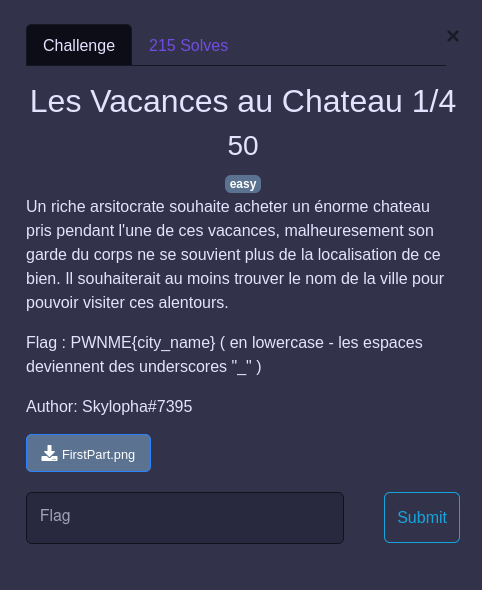 Challenge
215 Solves
×
Les Vacances au Chateau 1/4
50
easy
Un riche arsitocrate souhaite acheter un énorme chateau
pris pendant l'une de ces vacances, malheuresement son
garde du corps ne se souvient plus de la localisation de ce
bien. Il souhaiterait au moins trouver le nom de la ville pour
pouvoir visiter ces alentours.
Flag : PWNME{city_name} ( en lowercase - les espaces
deviennent des underscores "_" )
Author: Skylopha#7395
FirstPart.png
Flag
Submit